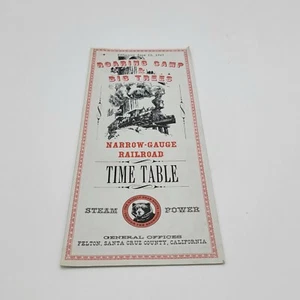 ROARING CAMP
&
BIG TREES
NARROW-GAUGE
RAILROAD
TIME TABLE
STEAM POWER
GENERAL OFFICES
FELTON, SANTA CRUZ COUNTY, CALIFORNIA